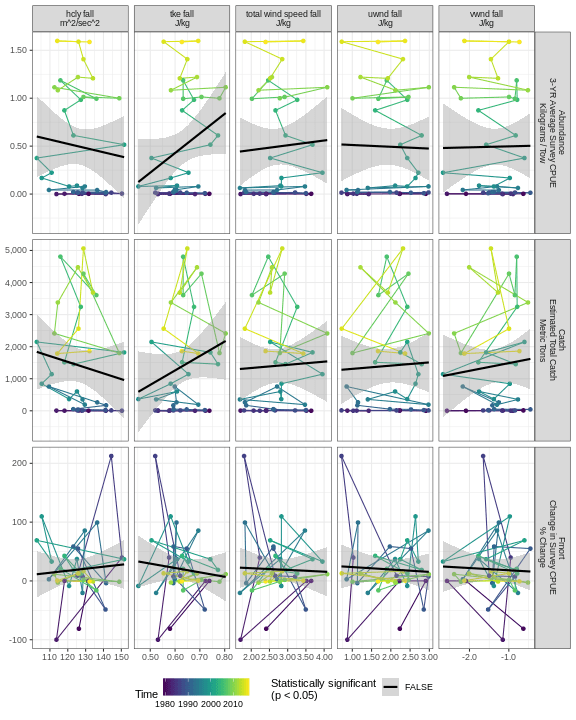 hcly fall
m^2/sec^2
tke fall
J/kg
total wind speed fall
J/kg
uwnd fall
J/kg
vwnd fall
J/kg
1.50
1.00
0.50
0.00
Abundance
3-YR Average Survey CPUE
Kilograms / Tow
5,000
4,000
3,000
2,000
1,000
0
Catch
Estimated Total Catch
Metric Tons
200
100
0
-100
Fmort
Change in Survey CPUE
% Change
110 120 130 140 150
0.50 0.60 0.70 0.80
2.00 2.50 3.00 3.50 4.00
1.00 1.50 2.00 2.50 3.00
-2.0 -1.0
Time
1980 1990 2000 2010
Statistically significant
(p < 0.05)
FALSE